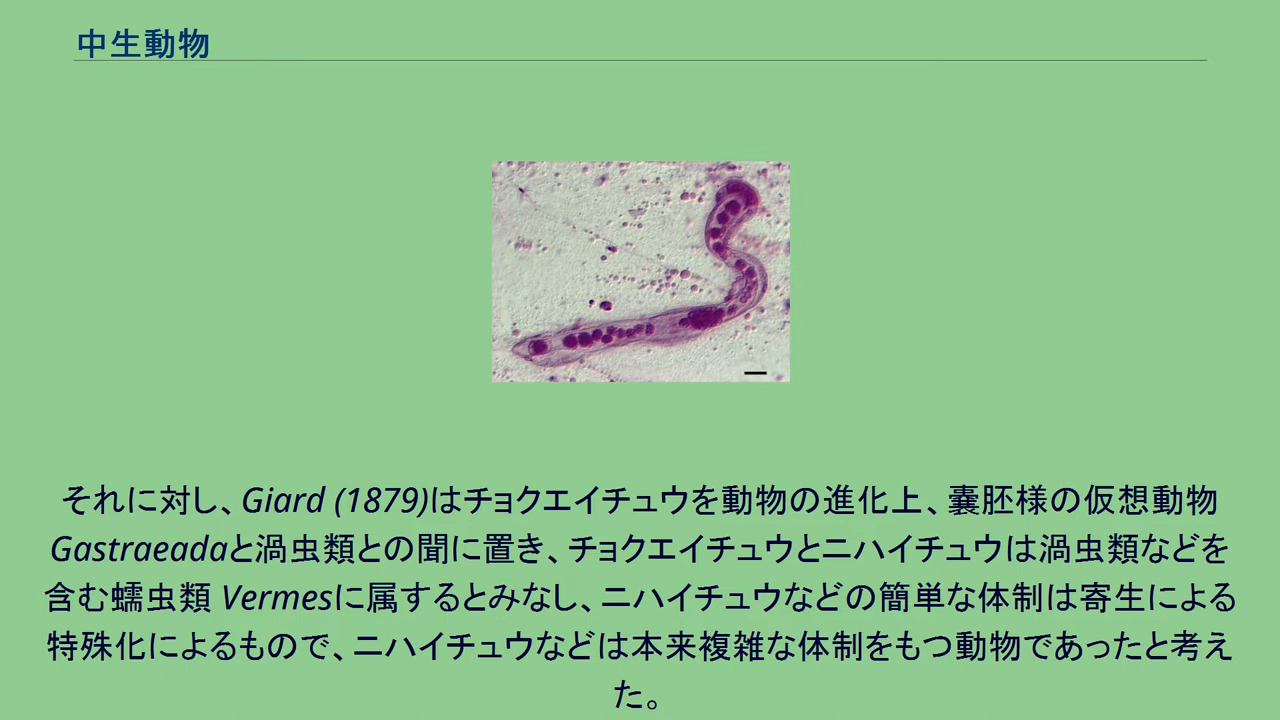 中生動物
それに対し、Giard (1879)はチョクエイチュウを動物の進化上、嚢胚様の仮想動物
Gastraeadaと渦虫類との聞に置き、チョクエイチュウとニハイチュウは渦虫類などを
含む蠕虫類 Vermesに属するとみなし、ニハイチュウなどの簡単な体制は寄生による
特殊化によるもので、ニハイチュウなどは本来複雑な体制をもつ動物であったと考え
た。